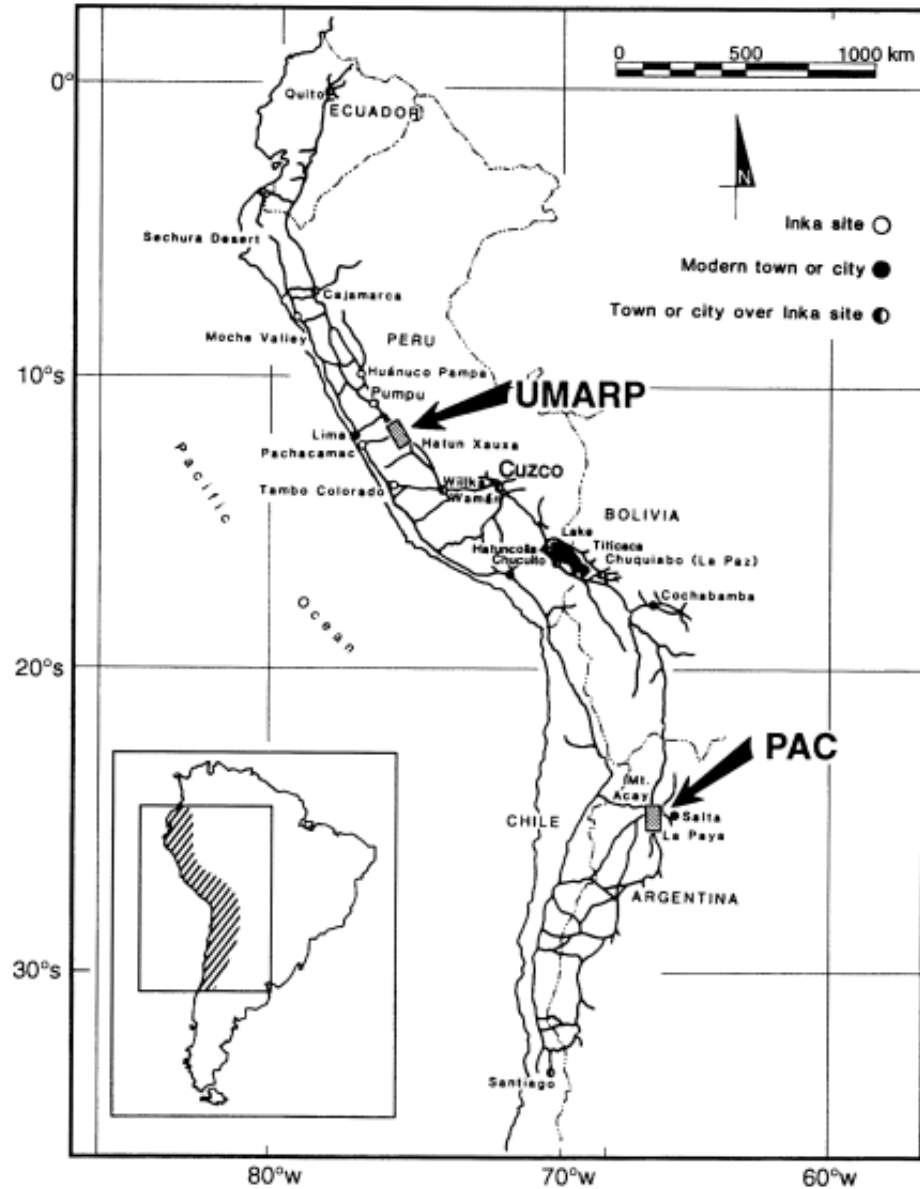 0 500 1000 km
0°
Quito
ECUADOR
N
Sechura Desert
Inka site
Modern town or city
Cajamarca
Town or city over Inka site
Moche Valley
PERU
10°s
Huánuco Pampa
Pumpu
UMARP
Lima
Hatun Xauxa
Pachacamac
Cuzco
Willka
Tambo Colorado
Wamán
Pacific
BOLIVIA
Lake
Hatuncolla
Titicaca
Chucuito
Chuquiabo (La Paz)
Cochabamba
Ocean
20°s
PAC
Mt.
Acay
CHILE
Salta
La Paya
ARGENTINA
30°s
Santiago
80°w
70°w
60°w